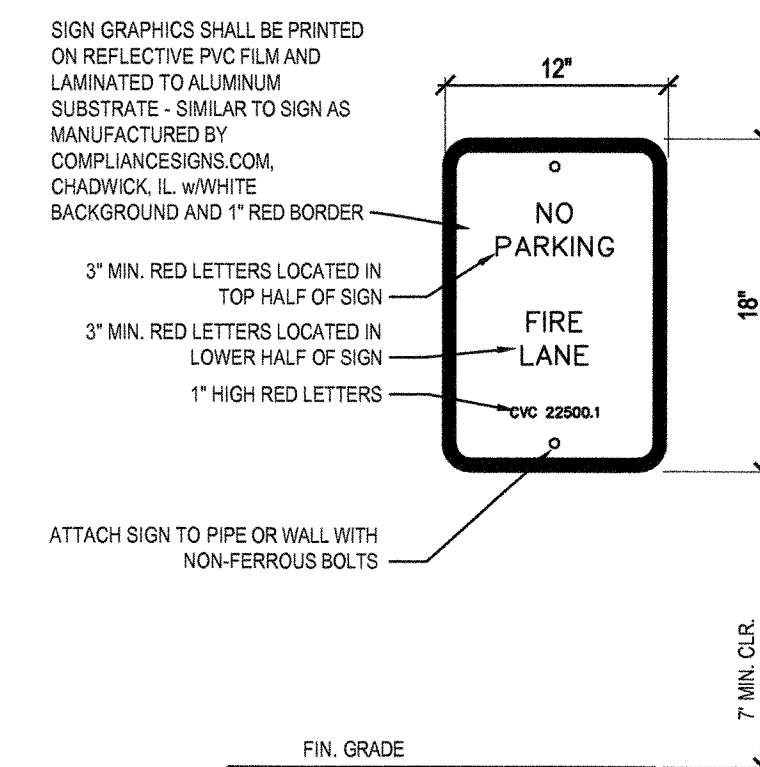 SIGN GRAPHICS SHALL BE PRINTED
ON REFLECTIVE PVC FILM AND
LAMINATED TO ALUMINUM
SUBSTRATE - SIMILAR TO SIGN AS
MANUFACTURED BY
COMPLIANCESIGNS.COM,
CHADWICK, IL. w/WHITE
BACKGROUND AND 1" RED BORDER
3" MIN. RED LETTERS LOCATED IN
TOP HALF OF SIGN
3" MIN. RED LETTERS LOCATED IN
LOWER HALF OF SIGN
1" HIGH RED LETTERS
ATTACH SIGN TO PIPE OR WALL WITH
NON-FERROUS BOLTS
12"
NO
PARKING
FIRE
LANE
CVC 22500.1
18"
7' MIN. CLR.
FIN. GRADE